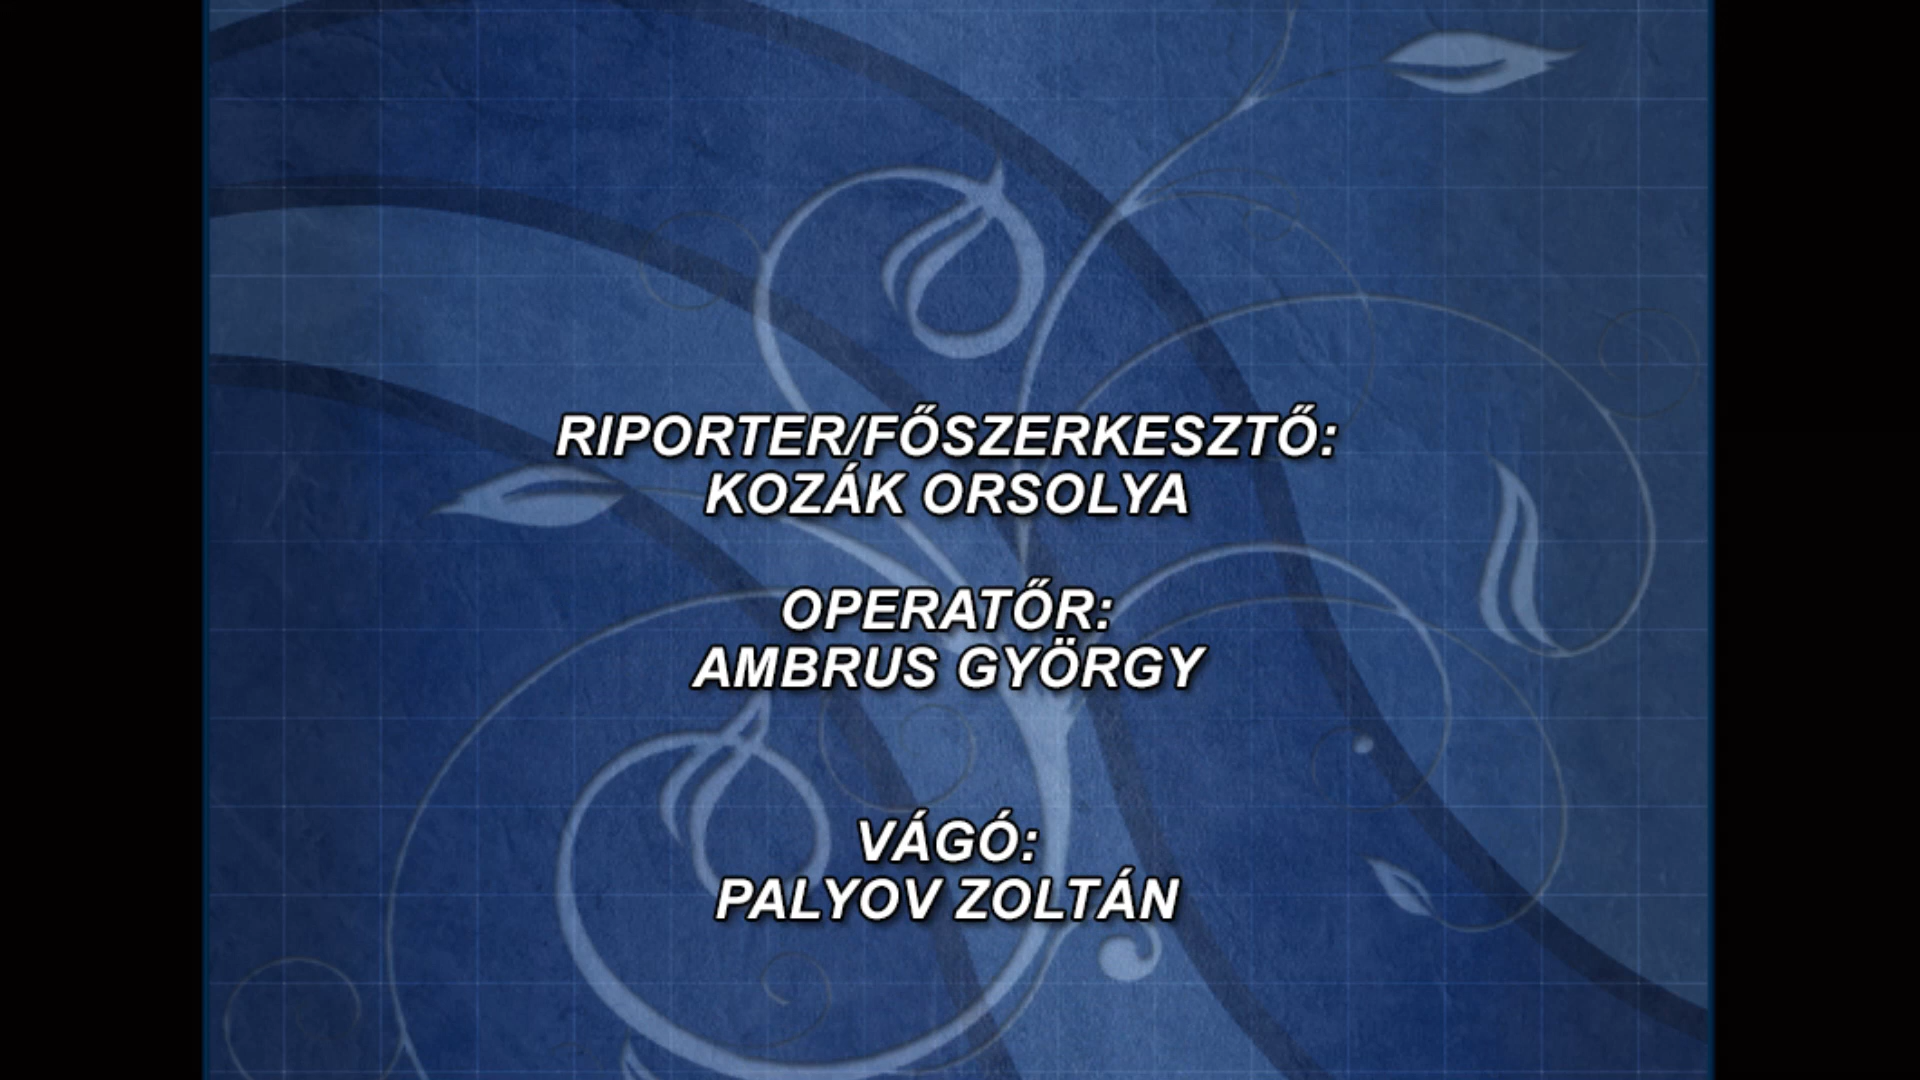 RIPORTER/FŐSZERKESZTŐ:
KOZÁK ORSOLYA
OPERATŐR:
AMBRUS GYÖRGY
VÁGÓ:
PALYOV ZOLTÁN